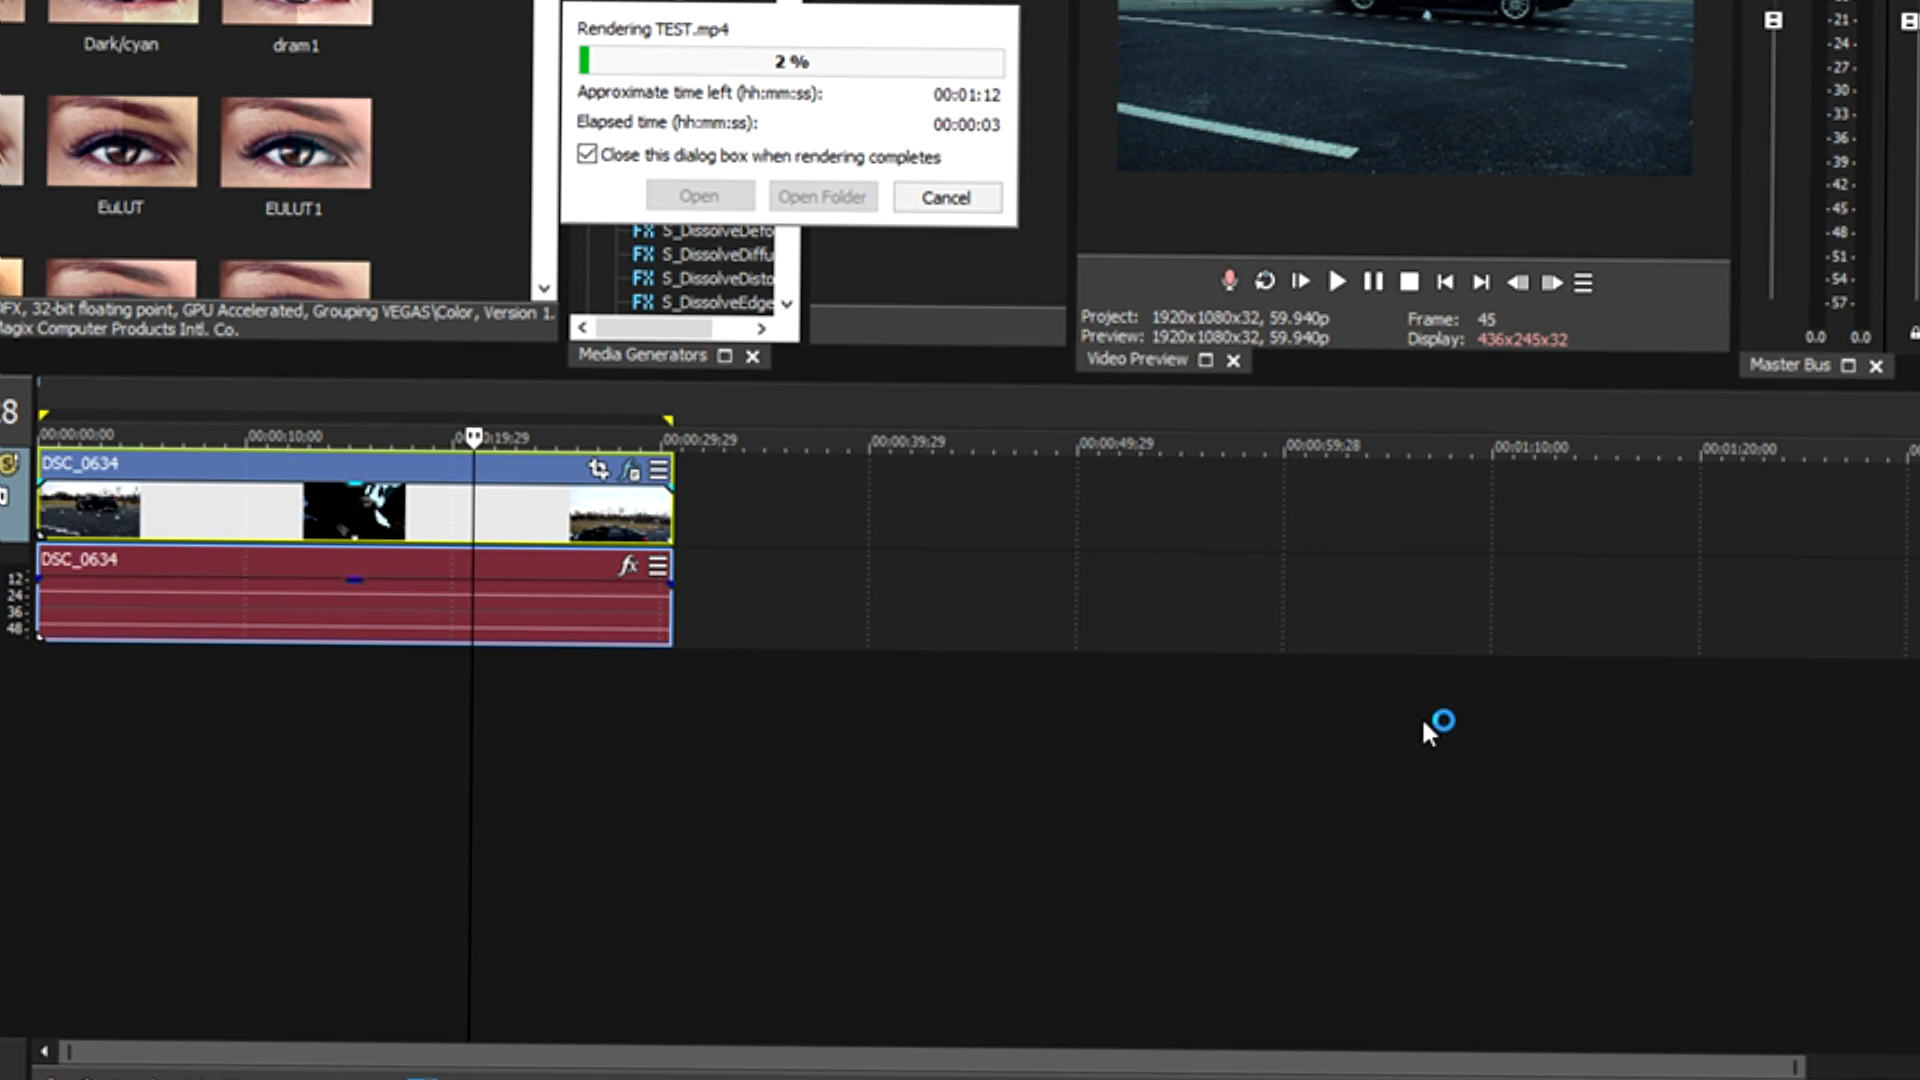 Dark/cyan
dram1
EuLUT
EULUT1
FX, 32-bit floating point, GPU Accelerated, Grouping VEGAS\Color, Version 1.
Magix Computer Products Intl. Co.
Rendering TEST.mp4
2 %
Approximate time left (hh:mm:ss): 00:01:12
Elapsed time (hh:mm:ss): 00:00:03
Close this dialog box when rendering completes
Open
Open Folder
Cancel
FX S_DissolveDefo
FX S_DissolveDiffu
FX S_DissolveDisto
FX S_DissolveEdge
Media Generators
Project: 1920x1080x32, 59.940p
Frame: 45
Preview: 1920x1080x32, 59.940p
Display: 436x245x32
Video Preview
-21-
-24-
-27-
-30-
-33-
-36-
-39-
-42-
-45-
-48-
-51-
-54-
-57-
0.0 0.0
Master Bus
8
00:00:00;00
00:00:10;00
0:19;29
00:00:29;29
00:00:39;29
00:00:49;29
00:00:59;28
00:01:10;00
00:01:20;00
DSC_0634
DSC_0634
fx
12
24
36
48